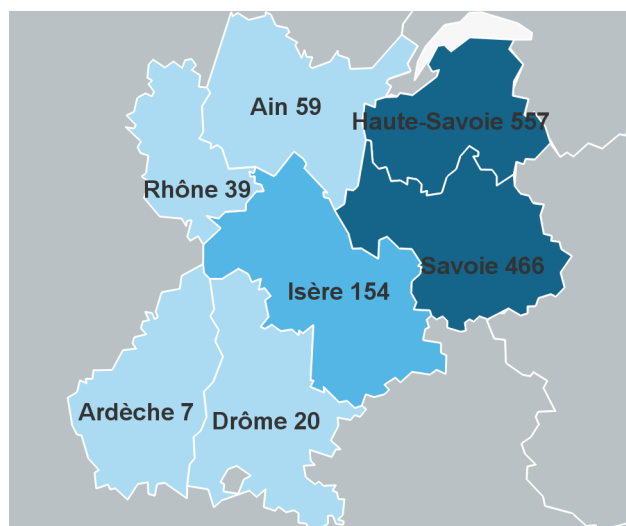 Ain 59
Haute-Savoie 557
Rhône 39
Savoie 466
Isère 154
Ardèche 7
Drôme 20